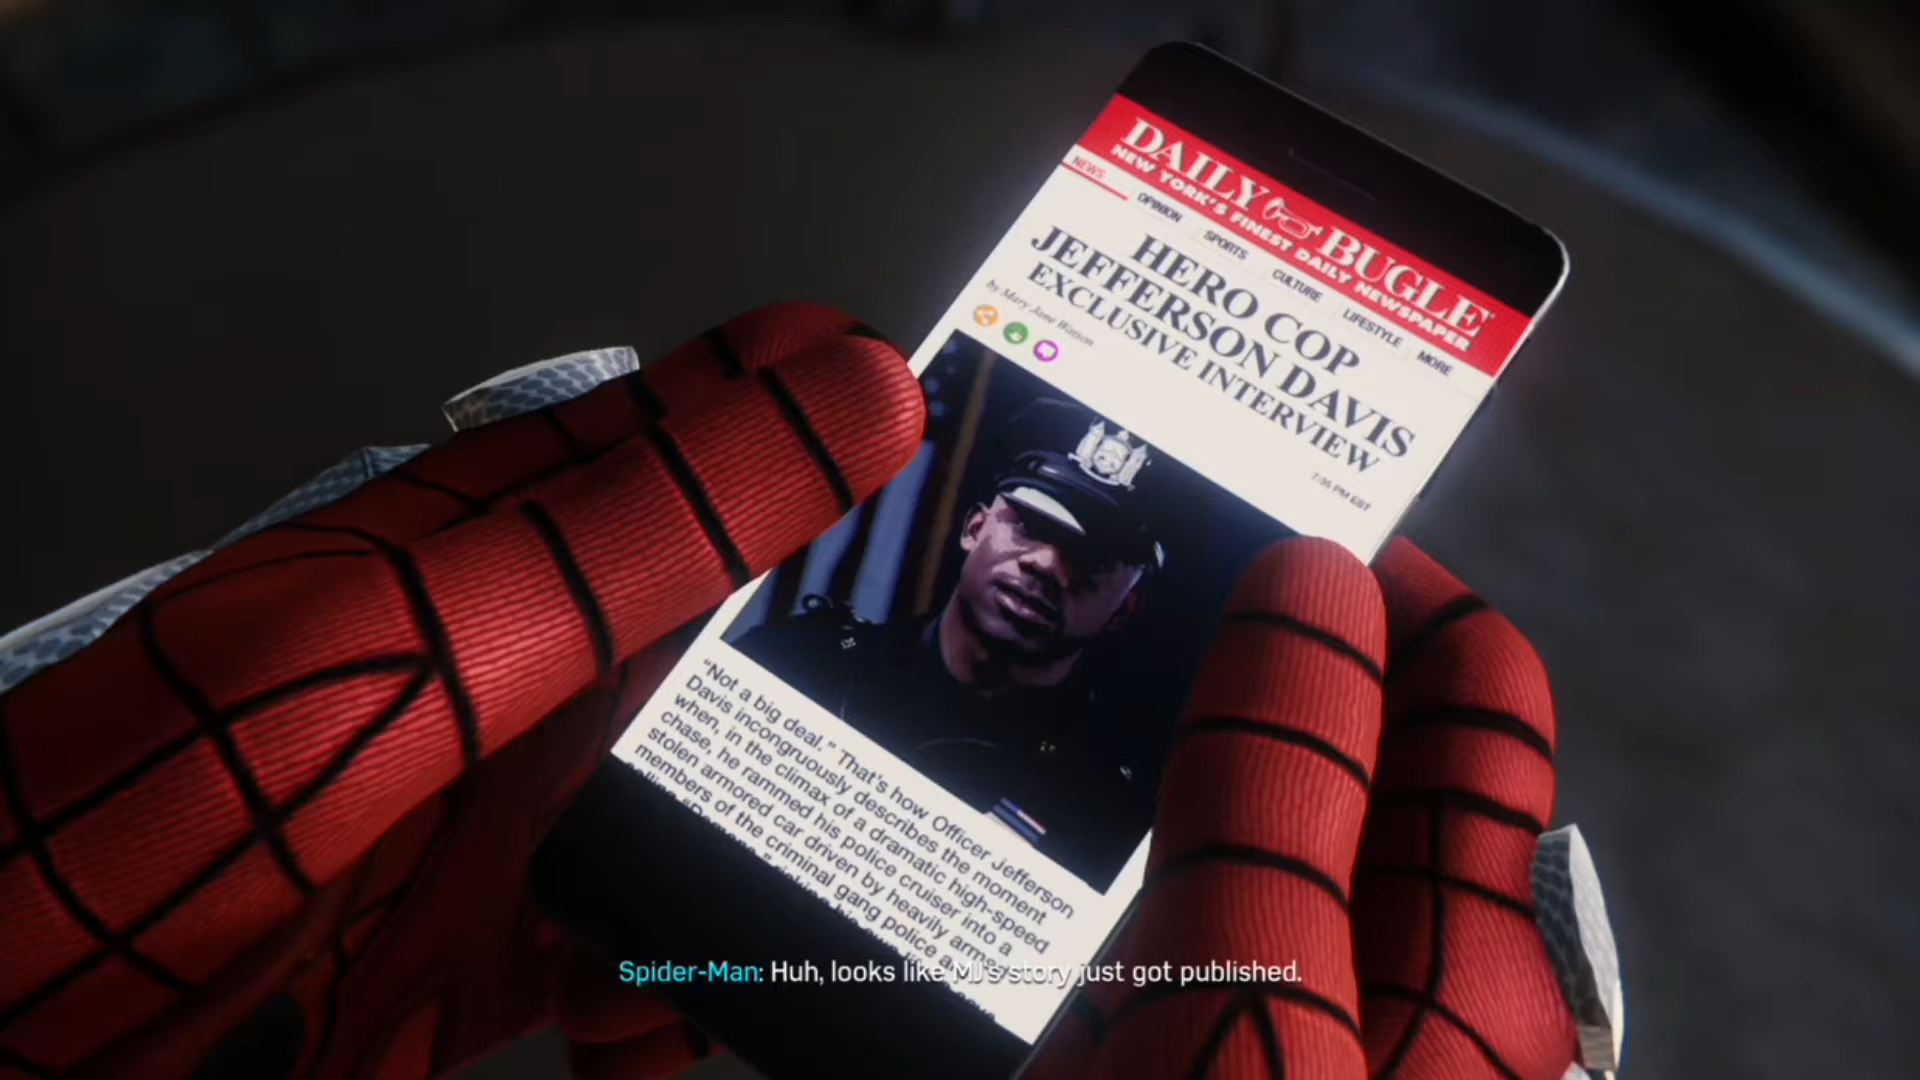 DAILY BUGLE
NEW YORK'S FINEST DAILY NEWSPAPER
NEWS OPINION SPORTS CULTURE LIFESTYLE MORE
HERO COP
JEFFERSON DAVIS
EXCLUSIVE INTERVIEW
by Mary Jane Watson
7:35 PM EST
“Not a big deal.” That's how Officer Jefferson
Davis incongruously describes the moment
when, in the climax of a dramatic high-speed
chase, he rammed his police cruiser into a
stolen armored car driven by heavily armed
members of the criminal gang police are
Spider-Man: Huh, looks like MJ's story just got published.